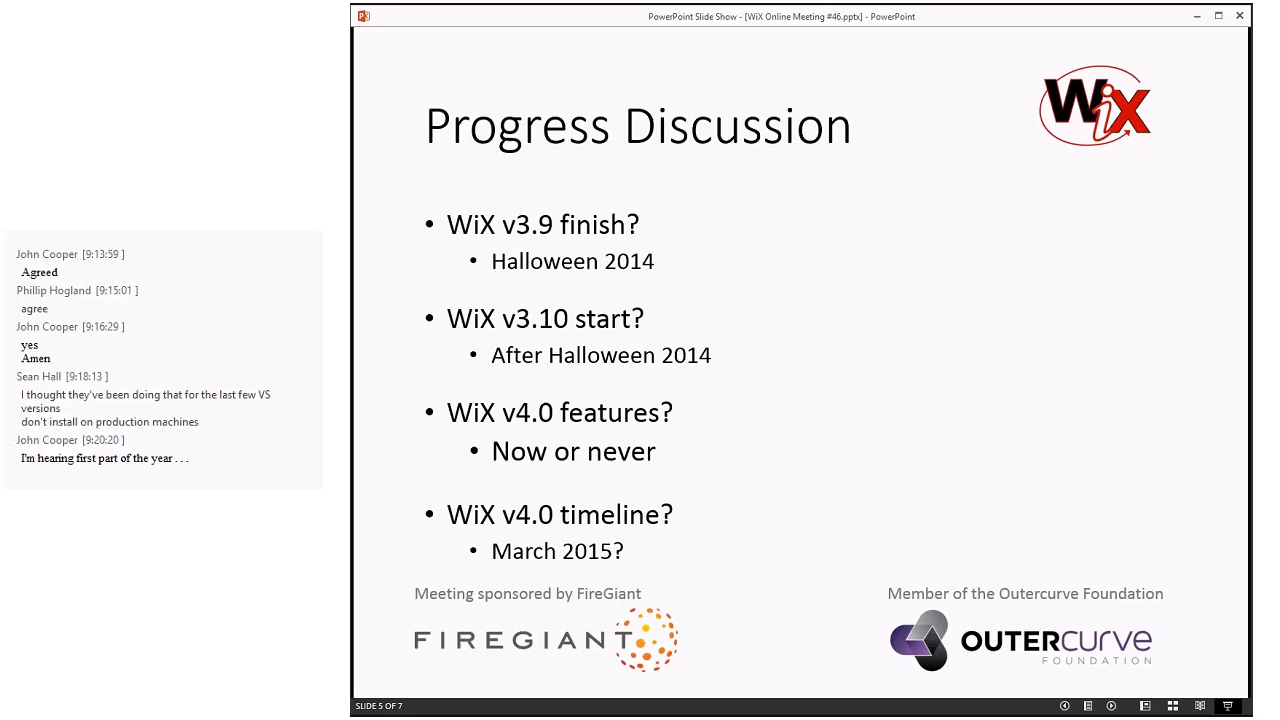 John Cooper [9:13:59 ]
Agreed
Phillip Hogland [9:15:01 ]
agree
John Cooper [9:16:29 ]
yes
Amen
Sean Hall [9:18:13 ]
I thought they've been doing that for the last few VS
versions
don't install on production machines
John Cooper [9:20:20 ]
I'm hearing first part of the year . . .
PowerPoint Slide Show - [WiX Online Meeting #46.pptx] - PowerPoint
WiX
Progress Discussion
• WiX v3.9 finish?
• Halloween 2014
• WiX v3.10 start?
• After Halloween 2014
• WiX v4.0 features?
• Now or never
• WiX v4.0 timeline?
• March 2015?
Meeting sponsored by FireGiant
FIREGIANT
Member of the Outercurve Foundation
OUTERCURVE
FOUNDATION
SLIDE 5 OF 7